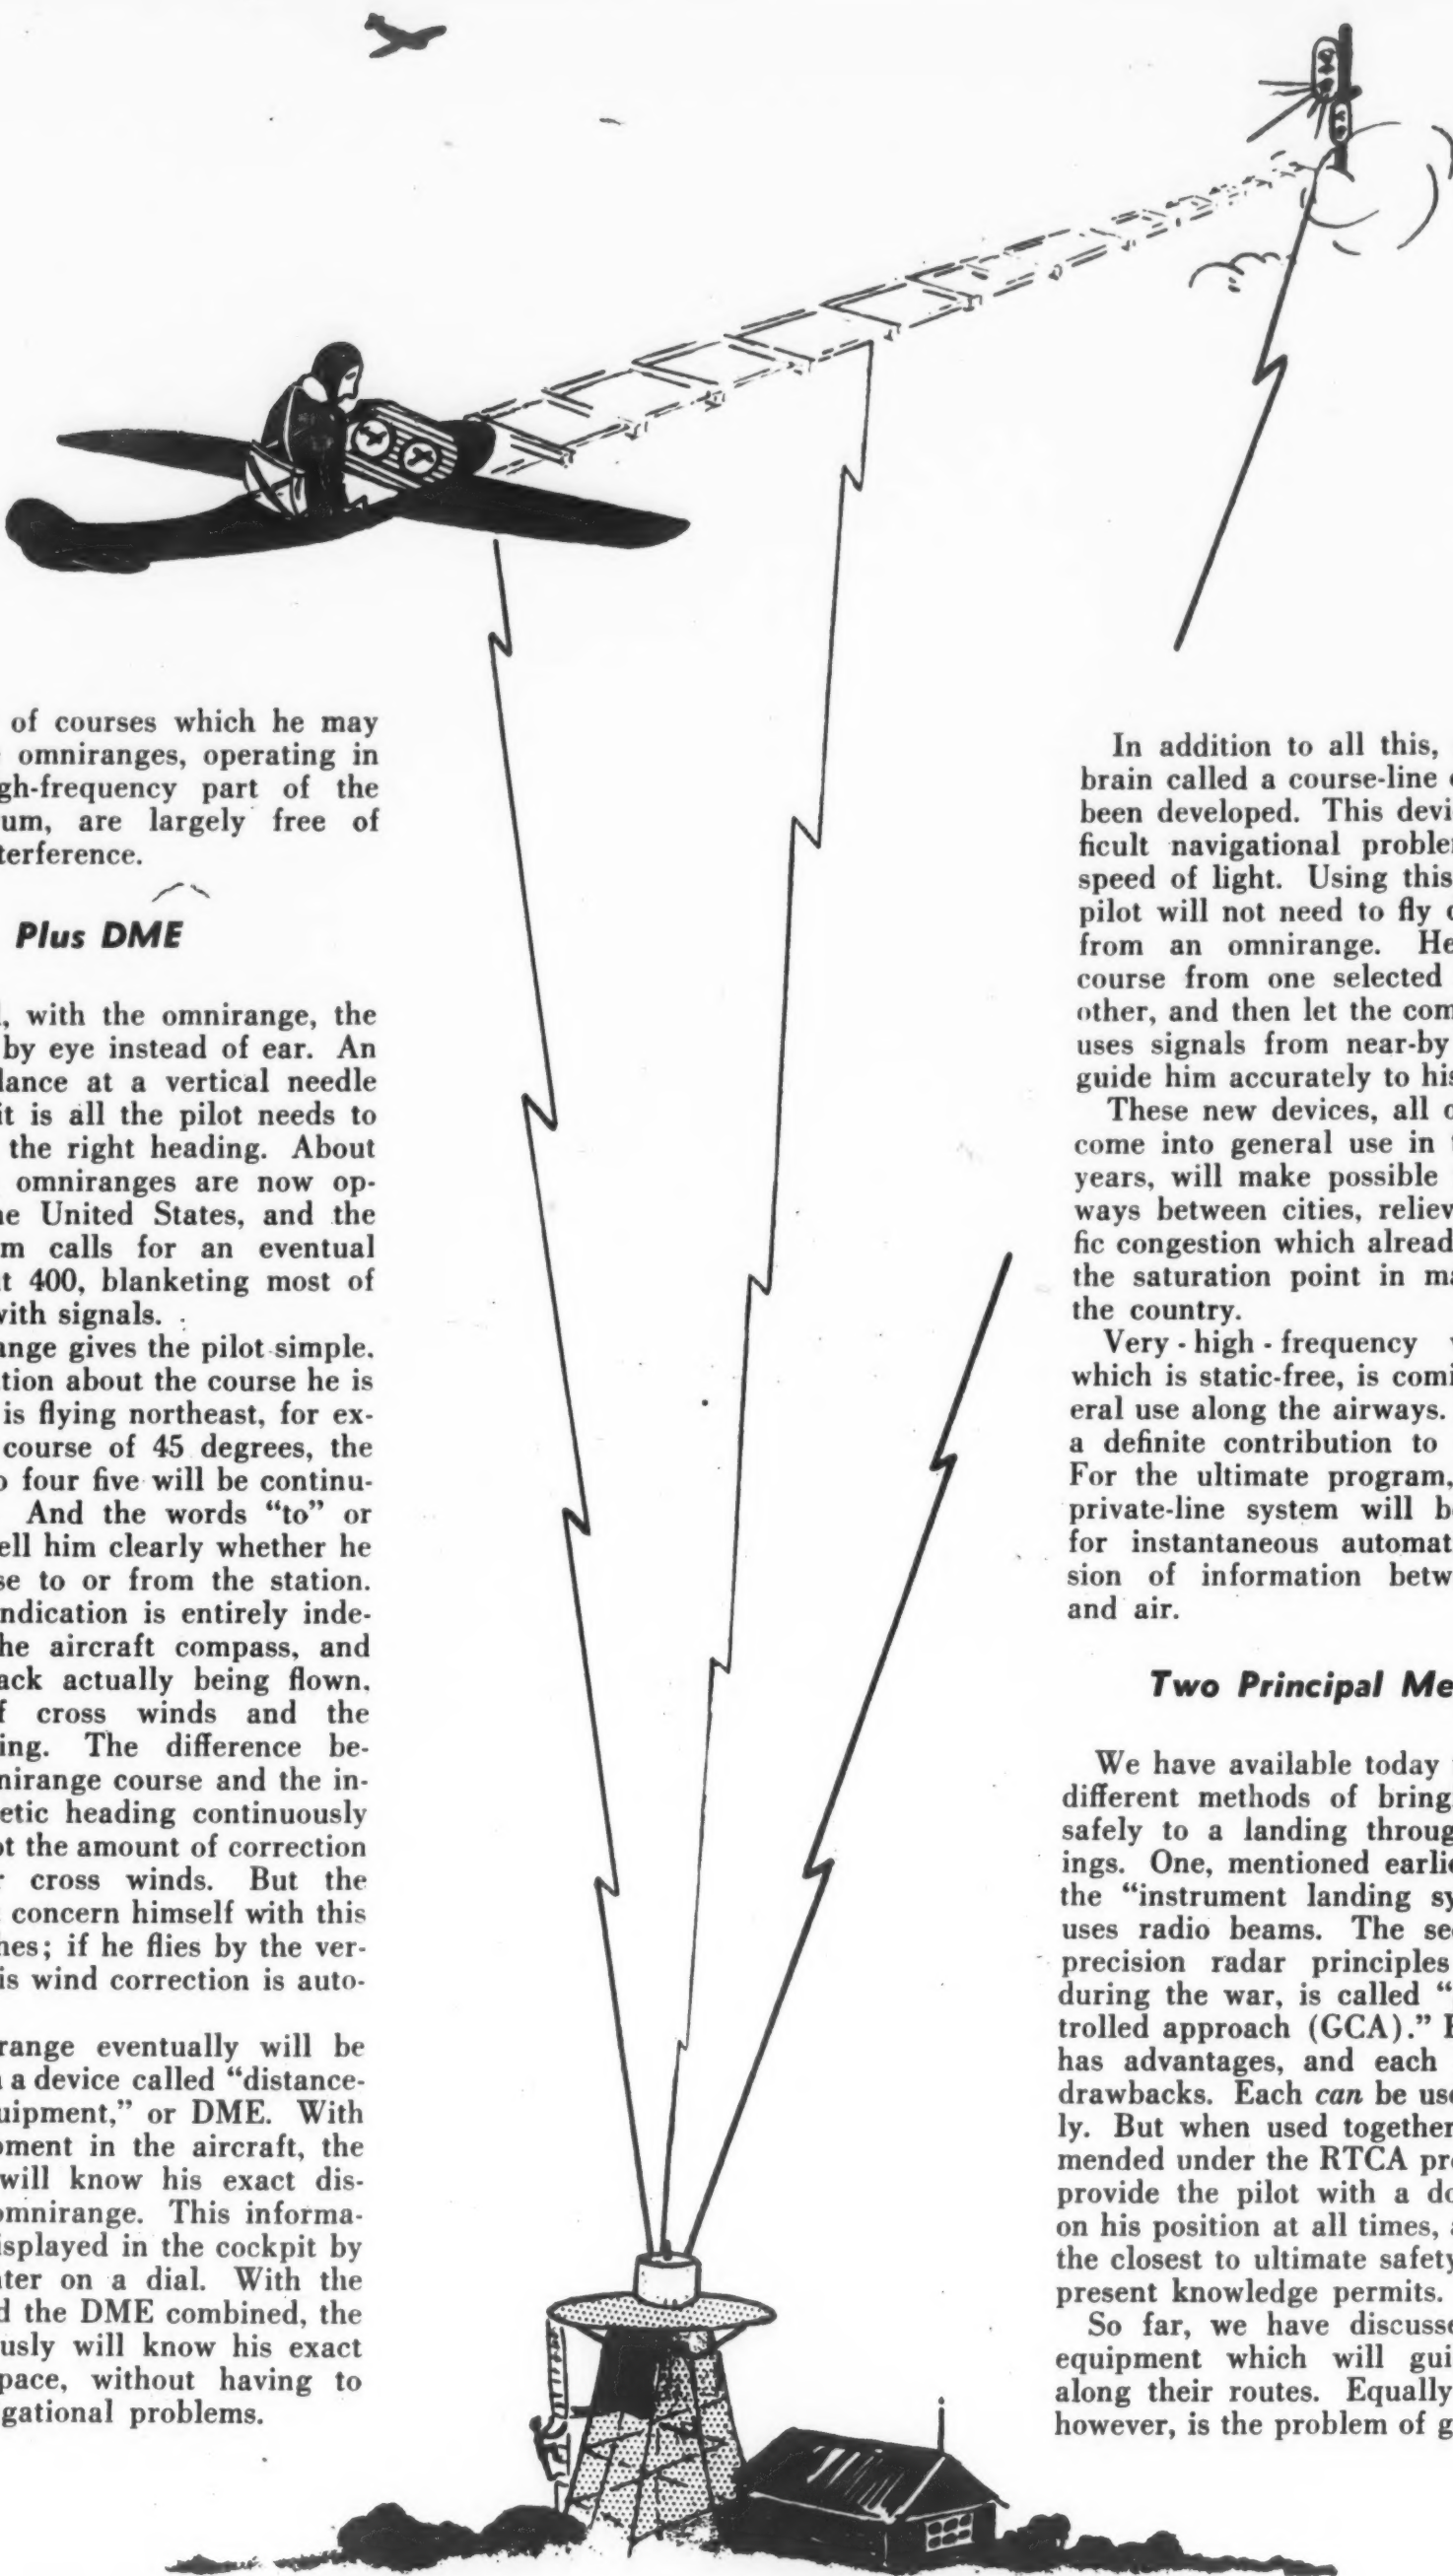 of courses which he may
omniranges, operating in
gh-frequency part of the
um, are largely free of
terference.
Plus DME
, with the omnirange, the
by eye instead of ear. An
lance at a vertical needle
it is all the pilot needs to
the right heading. About
omniranges are now op-
e United States, and the
m calls for an eventual
t 400, blanketing most of
with signals.
ange gives the pilot simple.
tion about the course he is
is flying northeast, for ex-
course of 45 degrees, the
o four five will be continu-
And the words “to” or
ell him clearly whether he
se to or from the station.
ndication is entirely inde-
he aircraft compass, and
ack actually being flown.
f cross winds and the
ing. The difference be-
nirange course and the in-
etic heading continuously
ot the amount of correction
r cross winds. But the
concern himself with this
hes; if he flies by the ver-
is wind correction is auto-
range eventually will be
a device called “distance-
uipment,” or DME. With
pment in the aircraft, the
will know his exact dis-
omnirange. This informa-
isplayed in the cockpit by
ter on a dial. With the
d the DME combined, the
usly will know his exact
pace, without having to
gational problems.
In addition to all this,
brain called a course-line
been developed. This devi
ficult navigational proble
speed of light. Using this
pilot will not need to fly
from an omnirange. He
course from one selected
other, and then let the com
uses signals from near-by
guide him accurately to his
These new devices, all
come into general use in
years, will make possible
ways between cities, reliev
fic congestion which already
the saturation point in ma
the country.
Very - high - frequency
which is static-free, is comi
eral use along the airways.
a definite contribution to
For the ultimate program,
private-line system will b
for instantaneous automat
sion of information betw
and air.
Two Principal Me
We have available today
different methods of bring
safely to a landing throug
ings. One, mentioned earlie
the “instrument landing sy
uses radio beams. The se
precision radar principles
during the war, is called “
trolled approach (GCA).”
has advantages, and each
drawbacks. Each can be use
ly. But when used together
mended under the RTCA pr
provide the pilot with a do
on his position at all times,
the closest to ultimate safety
present knowledge permits.
So far, we have discusse
equipment which will gui
along their routes. Equally
however, is the problem of g